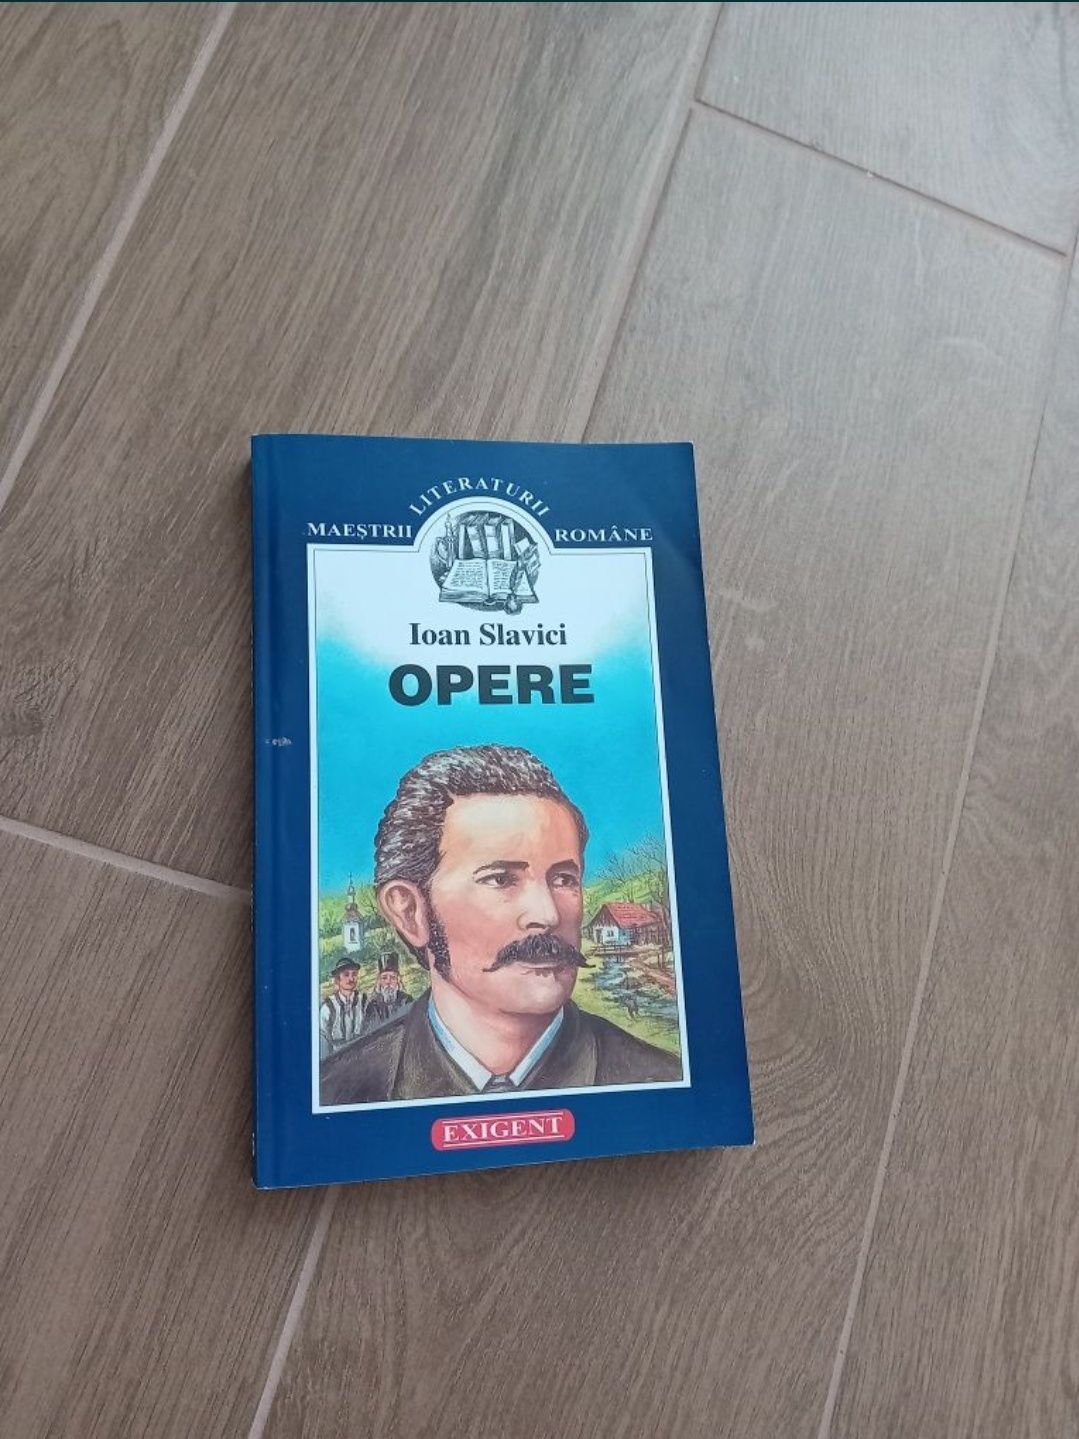 MAEȘTRII LITERATURII ROMÂNE
Ioan Slavici
OPERE
EXIGENT